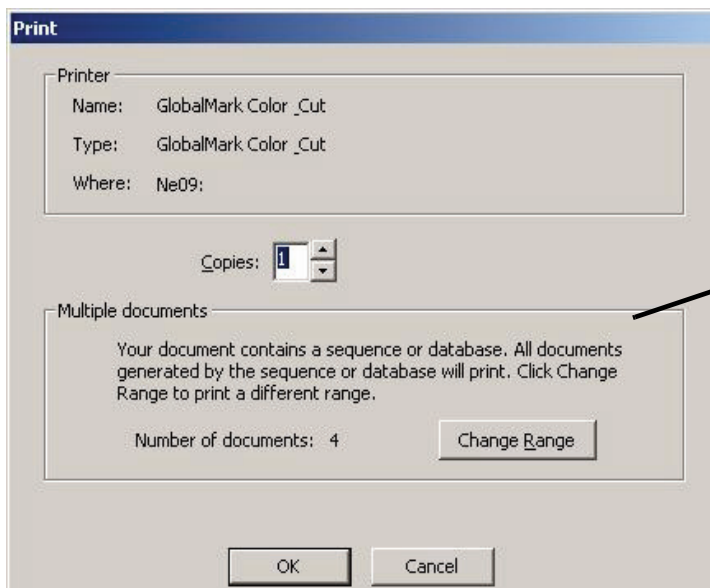 Print
Printer
Name: GlobalMark Color _Cut
Type: GlobalMark Color _Cut
Where: Ne09:
Copies: 1
Multiple documents
Your document contains a sequence or database. All documents
generated by the sequence or database will print. Click Change
Range to print a different range.
Number of documents: 4 Change Range
OK Cancel